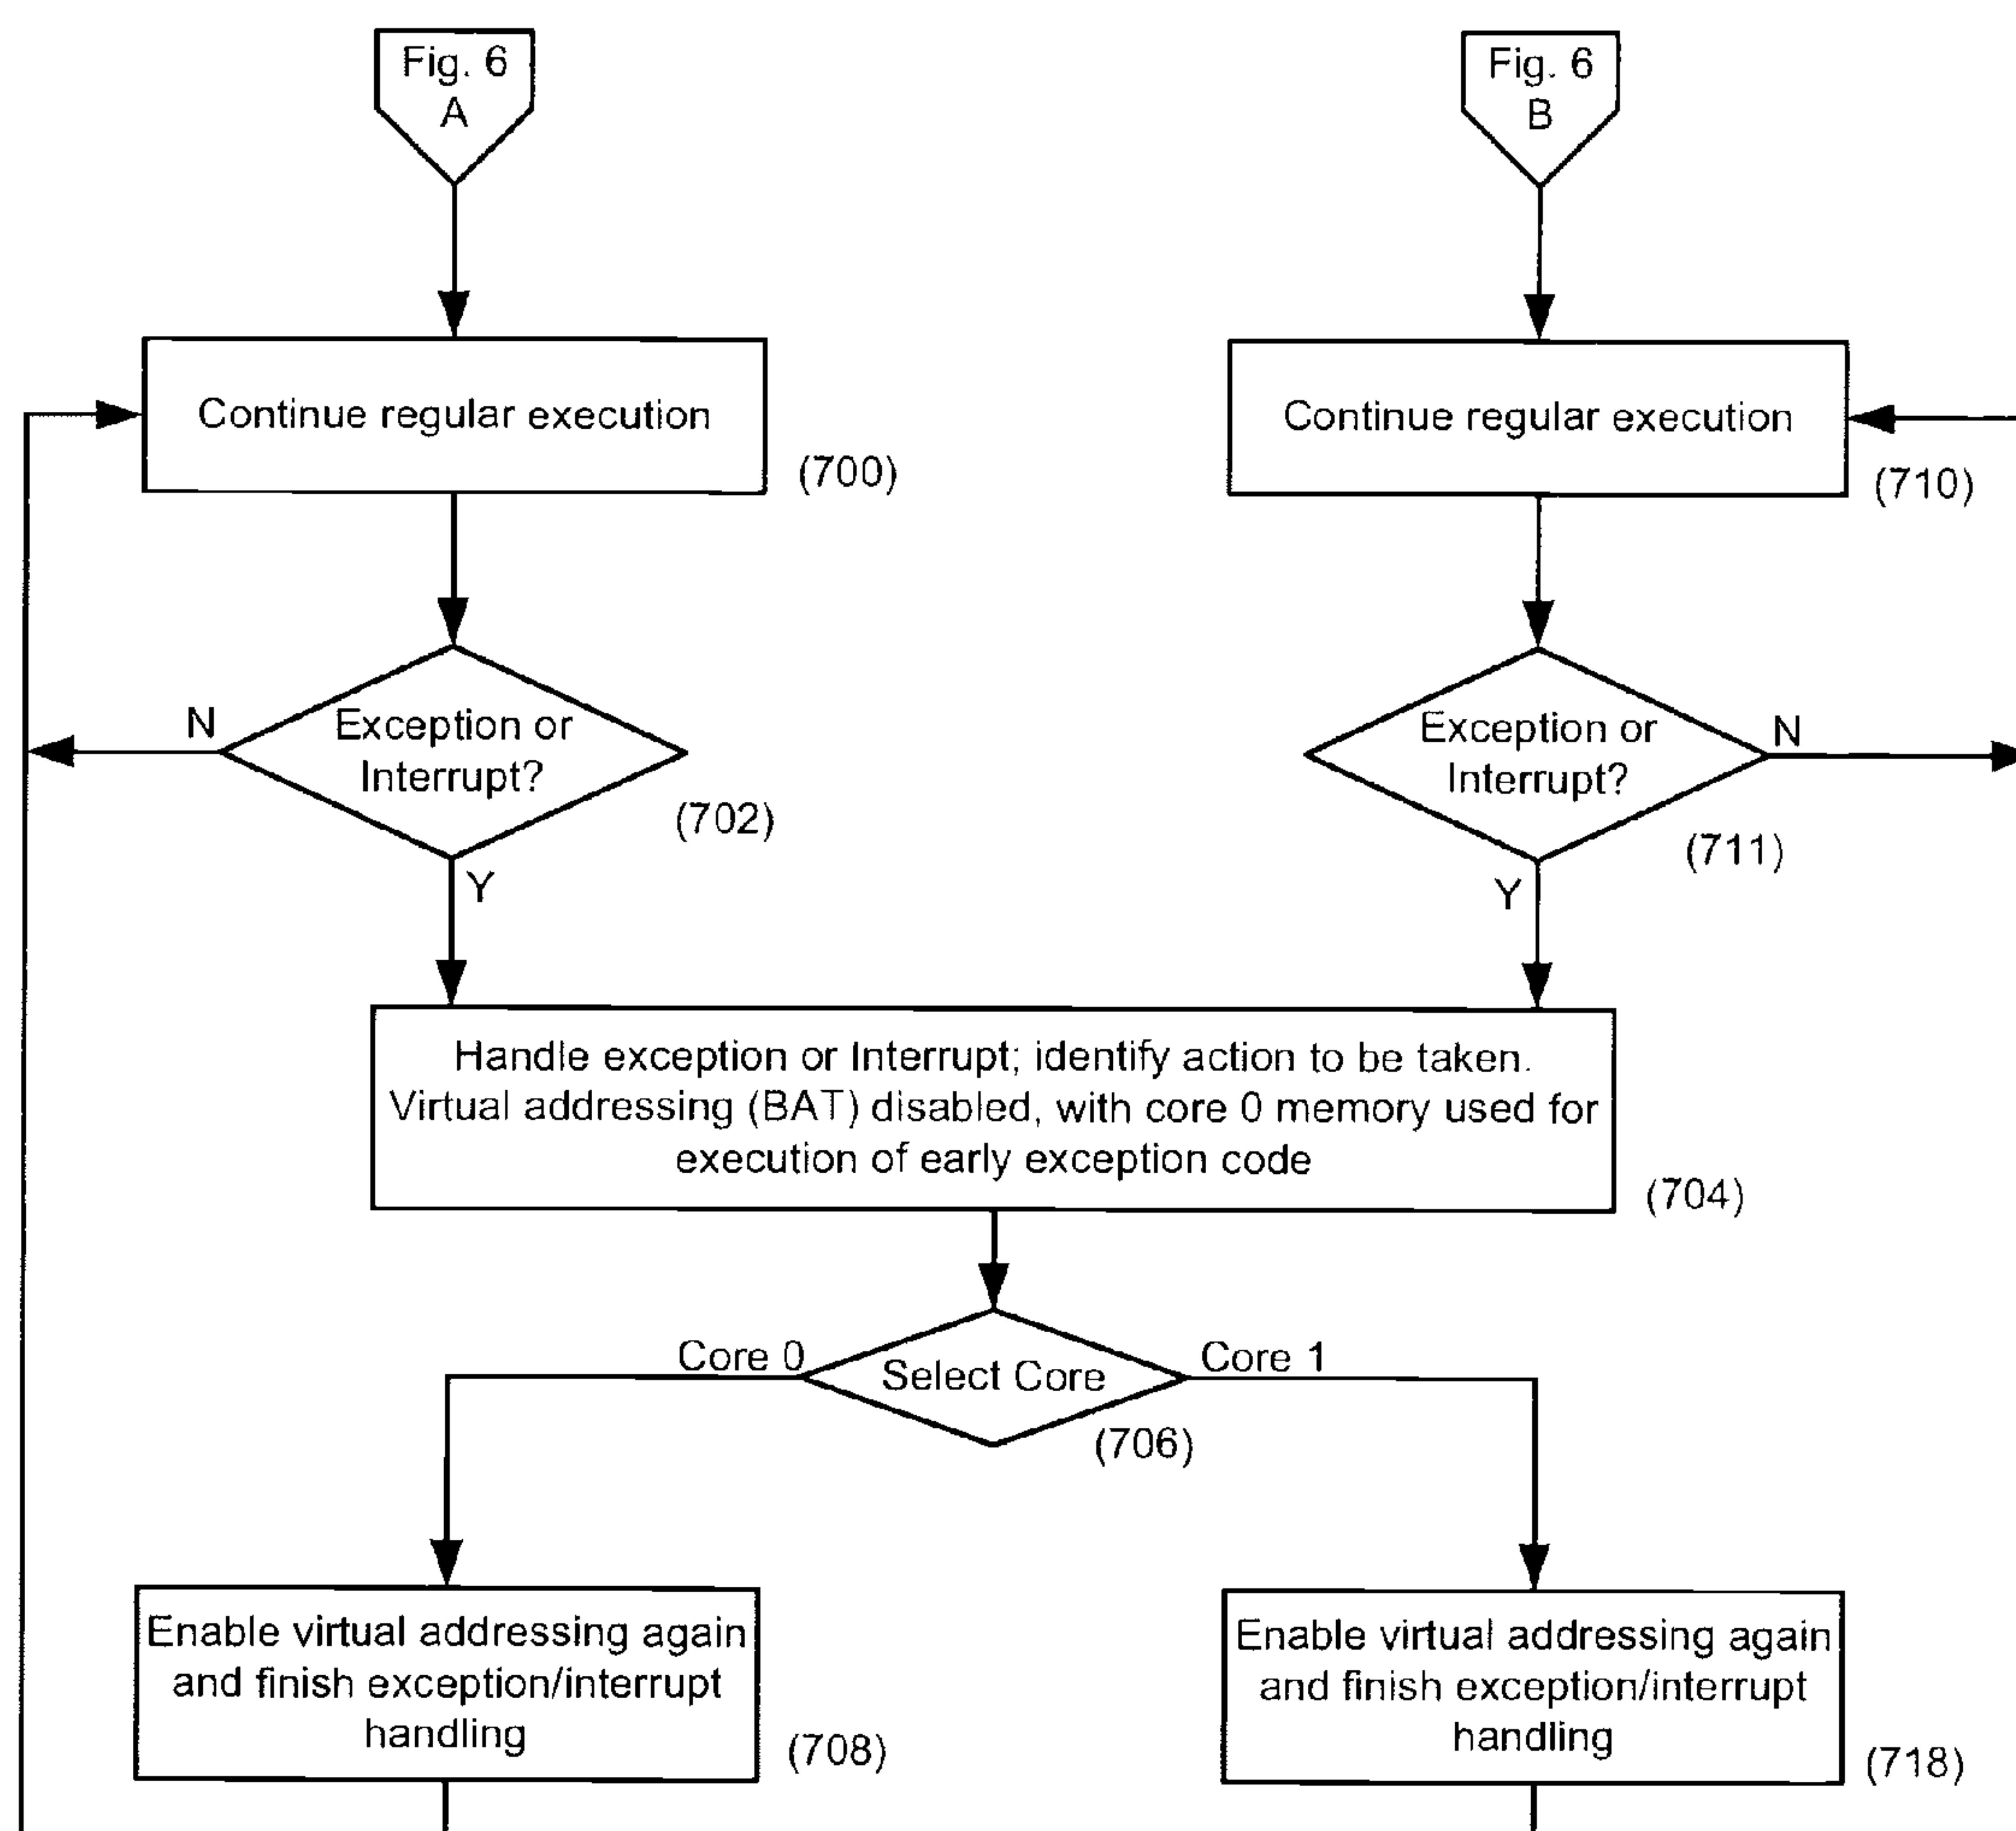 Fig. 6
A
Fig. 6
B
Continue regular execution
(700)
Continue regular execution
(710)
N
Exception or
Interrupt?
(702)
Y
Exception or
Interrupt?
N
(711)
Y
Handle exception or Interrupt; identify action to be taken.
Virtual addressing (BAT) disabled, with core 0 memory used for
execution of early exception code
(704)
Core 0
Select Core
Core 1
(706)
Enable virtual addressing again
and finish exception/interrupt
handling
(708)
Enable virtual addressing again
and finish exception/interrupt
handling
(718)